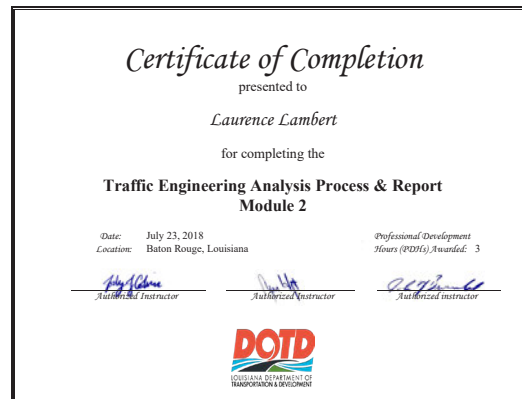 Certificate of Completion
presented to
Laurence Lambert
for completing the
Traffic Engineering Analysis Process & Report
Module 2
Date: July 23, 2018
Location: Baton Rouge, Louisiana
Professional Development
Hours (PDHs) Awarded: 3
Authorized Instructor
Authorized Instructor
Authorized instructor
DOTD
LOUISIANA DEPARTMENT OF
TRANSPORTATION & DEVELOPMENT